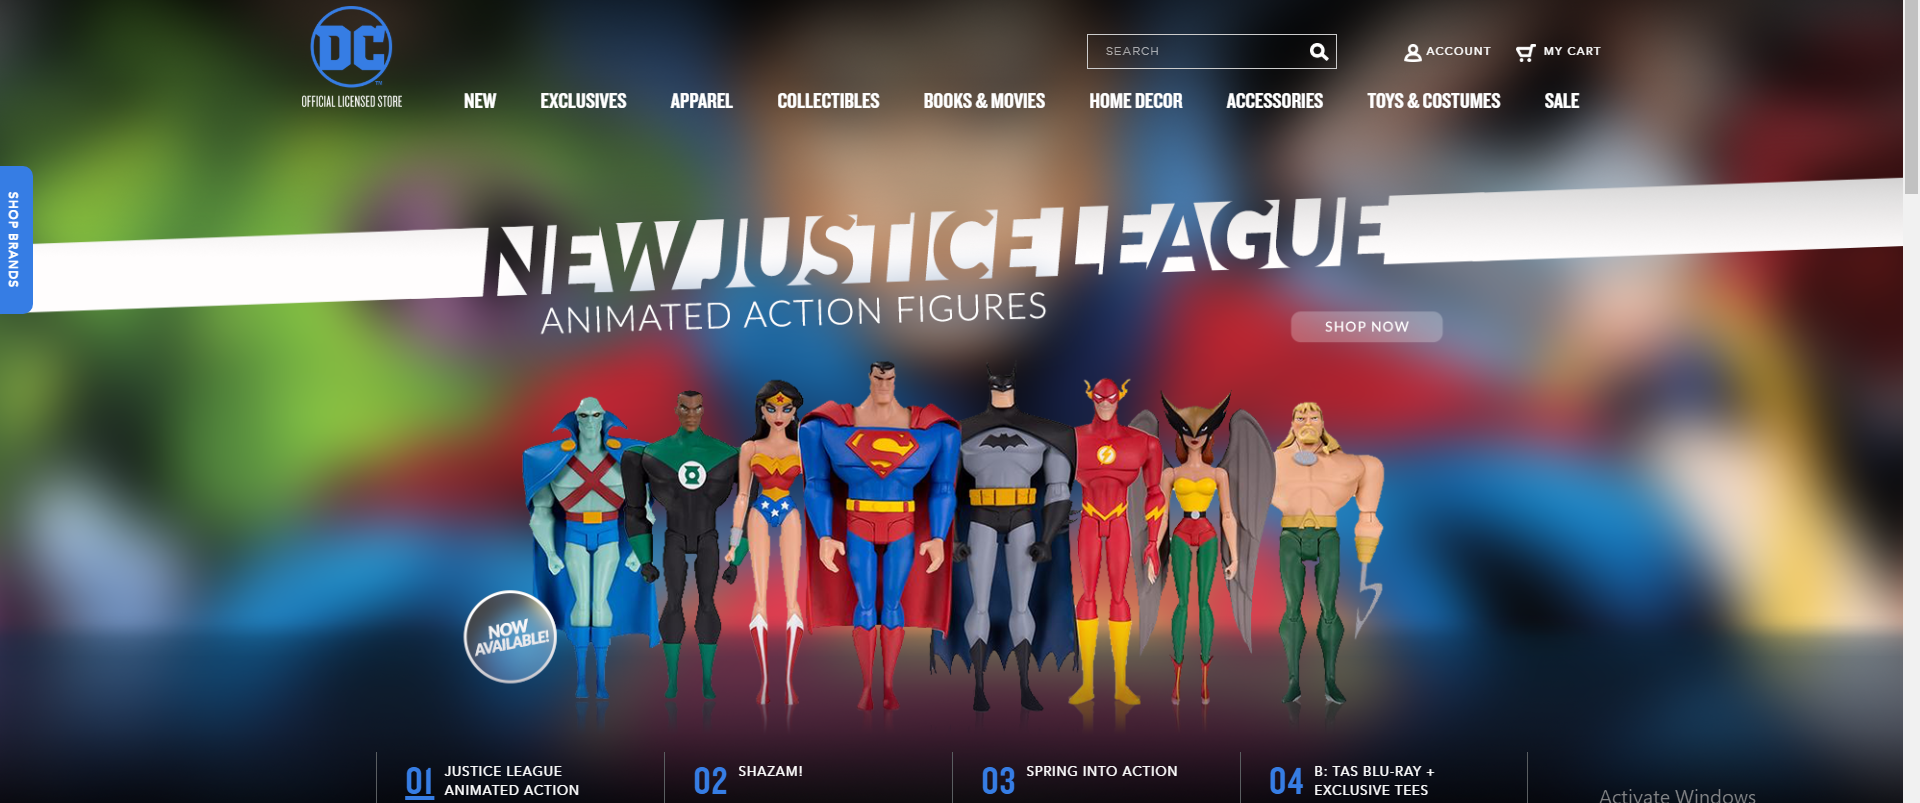 DC
TM
OFFICIAL LICENSED STORE
SEARCH
ACCOUNT
MY CART
NEW
EXCLUSIVES
APPAREL
COLLECTIBLES
BOOKS & MOVIES
HOME DECOR
ACCESSORIES
TOYS & COSTUMES
SALE
SHOP BRANDS
NEW JUSTICE LEAGUE
ANIMATED ACTION FIGURES
SHOP NOW
NOW
AVAILABLE!
01 JUSTICE LEAGUE
ANIMATED ACTION
02 SHAZAM!
03 SPRING INTO ACTION
04 B: TAS BLU-RAY +
EXCLUSIVE TEES
Activate Windows